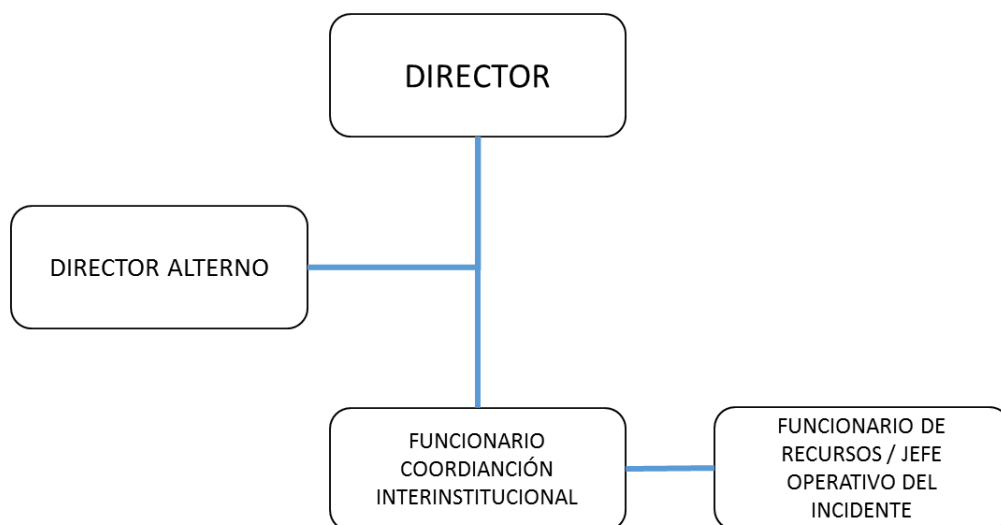 DIRECTOR
DIRECTOR ALTERNO
FUNCIONARIO
COORDIANCIÓN
INTERINSTITUCIONAL
FUNCIONARIO DE
RECURSOS / JEFE
OPERATIVO DEL
INCIDENTE